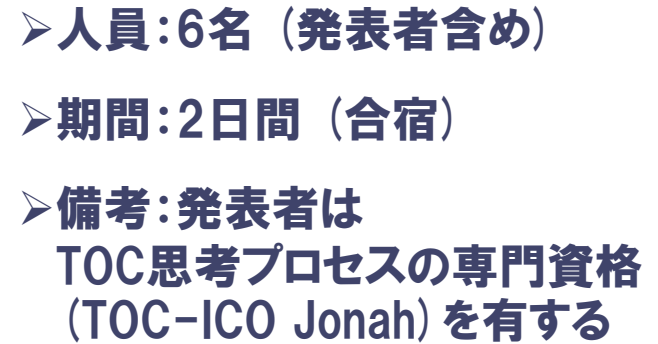 ➢人員：6名（発表者含め）
➢期間：2日間（合宿）
➢備考：発表者は
TOC思考プロセスの専門資格
（TOC-ICO Jonah）を有する